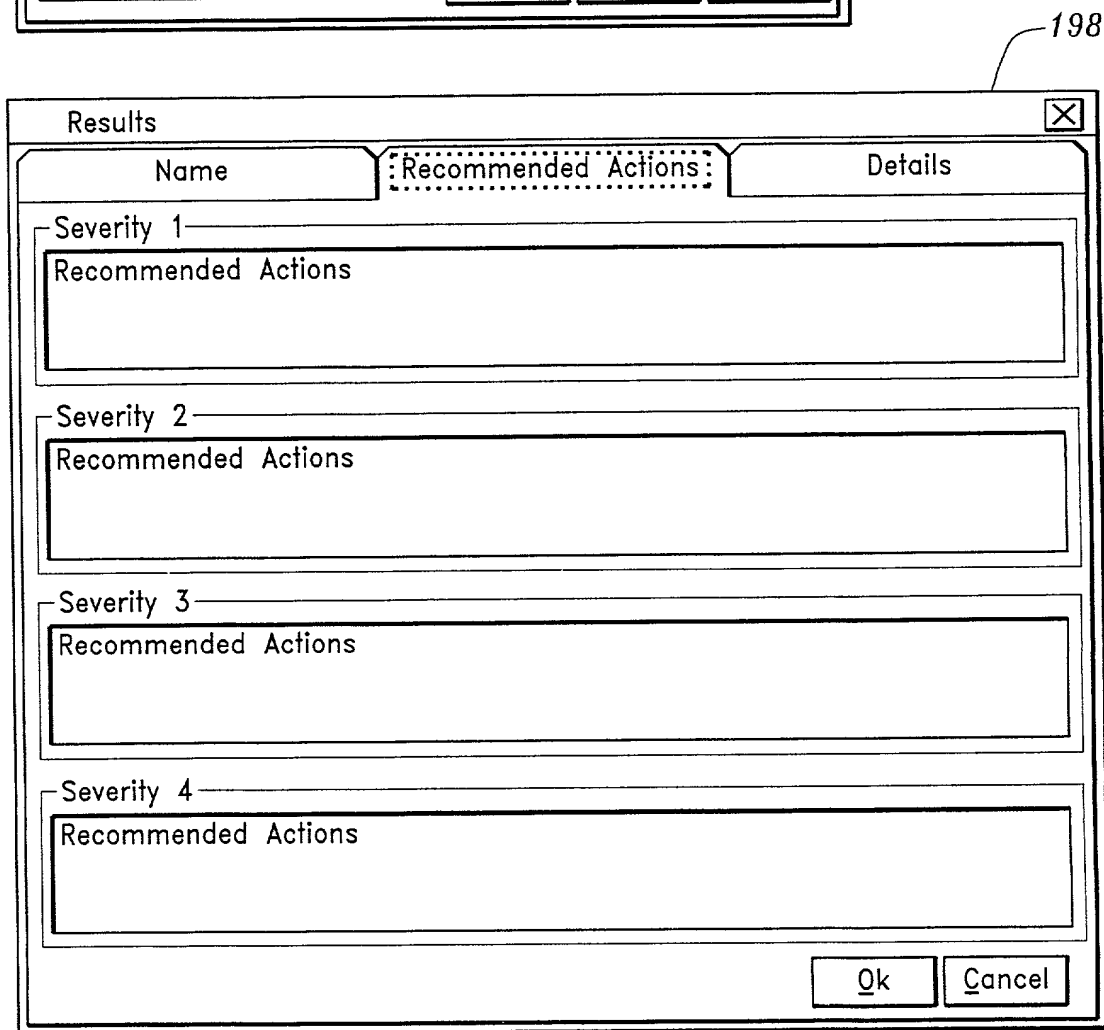 198
Results
Name Recommended Actions Details
Severity 1
Recommended Actions
Severity 2
Recommended Actions
Severity 3
Recommended Actions
Severity 4
Recommended Actions
Ok Cancel